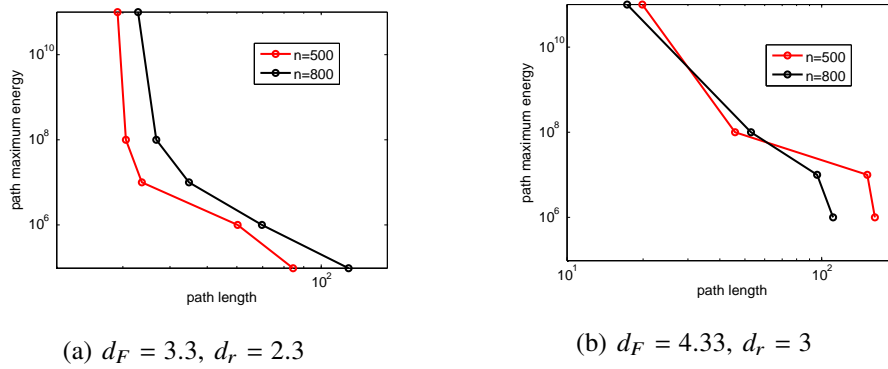 10^10
10^8
10^6
path maximum energy
n=500
n=800
10^2
path length
(a) d_F = 3.3, d_r = 2.3
10^10
10^8
10^6
path maximum energy
n=500
n=800
10^1
10^2
path length
(b) d_F = 4.33, d_r = 3